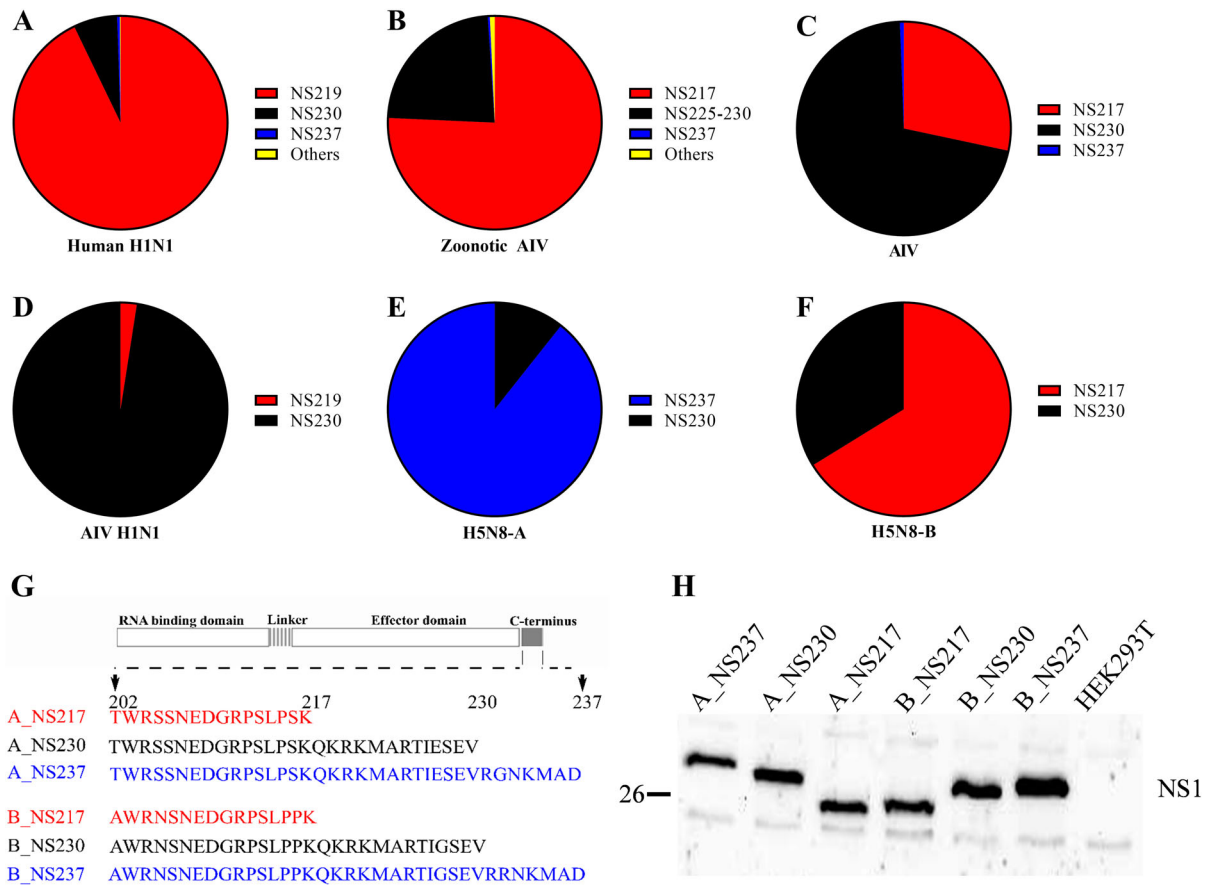 A
NS219
NS230
NS237
Others
Human H1N1
B
NS217
NS225-230
NS237
Others
Zoonotic AIV
C
NS217
NS230
NS237
AIV
D
NS219
NS230
AIV H1N1
E
NS237
NS230
H5N8-A
F
NS217
NS230
H5N8-B
G
RNA binding domain Linker Effector domain C-terminus
202 217 230 237
A_NS217 TWRSSNEDGRPSLPSK
A_NS230 TWRSSNEDGRPSLPSKQKRKMARTIESEV
A_NS237 TWRSSNEDGRPSLPSKQKRKMARTIESEVRGNKMAD
B_NS217 AWRNSNEDGRPSLPPK
B_NS230 AWRNSNEDGRPSLPPKQKRKMARTIGSEV
B_NS237 AWRNSNEDGRPSLPPKQKRKMARTIGSEVRRNKMAD
H
A_NS237
A_NS230
A_NS217
B_NS217
B_NS230
B_NS237
HEK293T
26
NS1